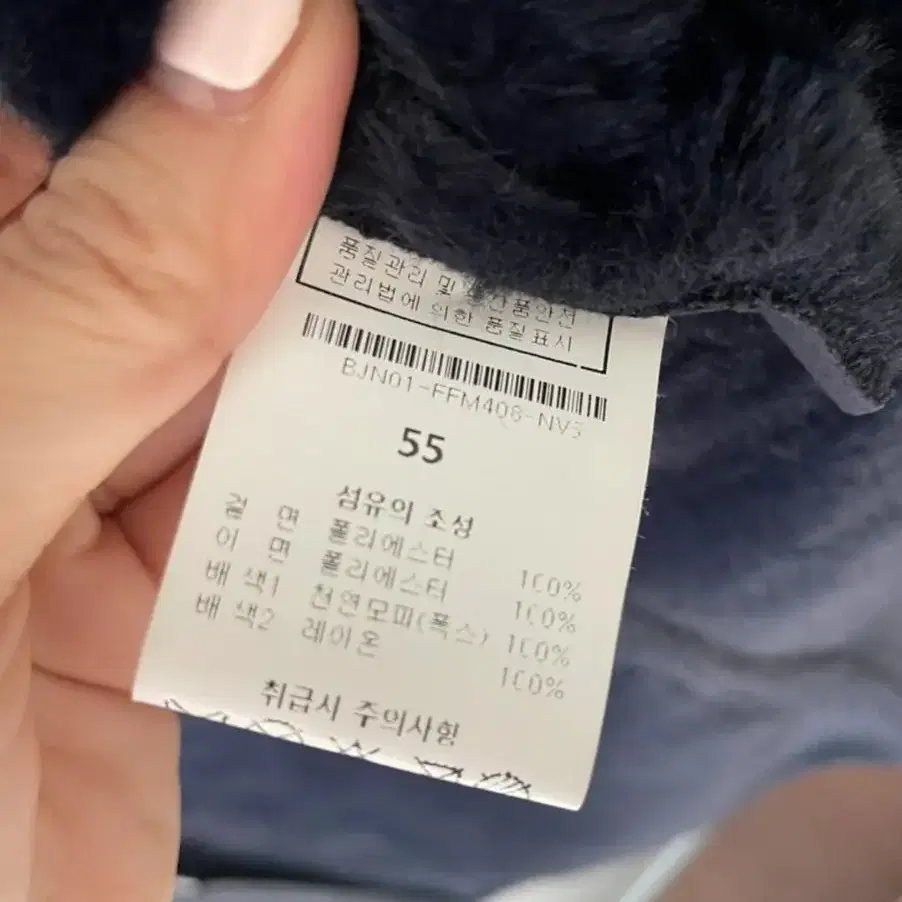 품질관리 및 공산품안전
관리법에 의한 품질표시
BJN01-FFM408-NV5
55
섬유의 조성
겉 면 폴리에스터 100%
이 면 폴리에스터 100%
배 색1 천연모피(폭스) 100%
배 색2 레이온 100%
취급시 주의사항